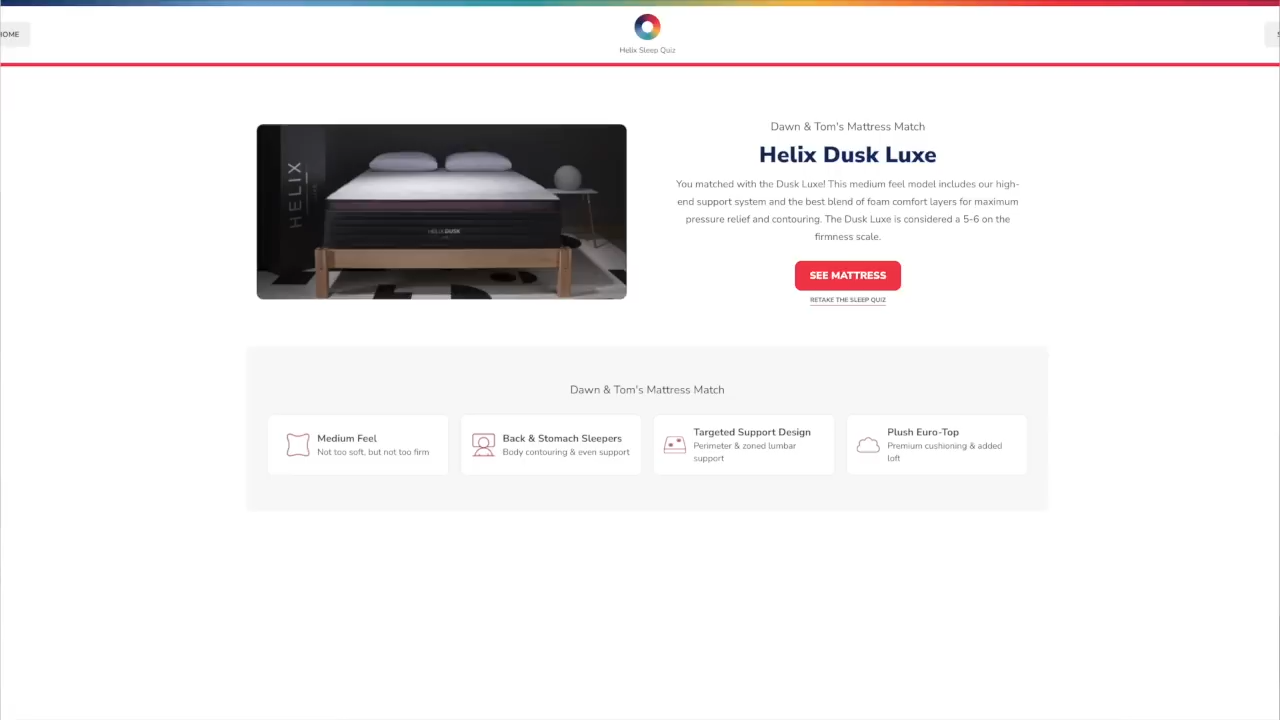 HOME
Helix Sleep Quiz
HELIX
HELIX DUSK
Dawn & Tom's Mattress Match
Helix Dusk Luxe
You matched with the Dusk Luxe! This medium feel model includes our high-
end support system and the best blend of foam comfort layers for maximum
pressure relief and contouring. The Dusk Luxe is considered a 5-6 on the
firmness scale.
SEE MATTRESS
RETAKE THE SLEEP QUIZ
Dawn & Tom's Mattress Match
Medium Feel
Not too soft, but not too firm
Back & Stomach Sleepers
Body contouring & even support
Targeted Support Design
Perimeter & zoned lumbar
support
Plush Euro-Top
Premium cushioning & added
loft